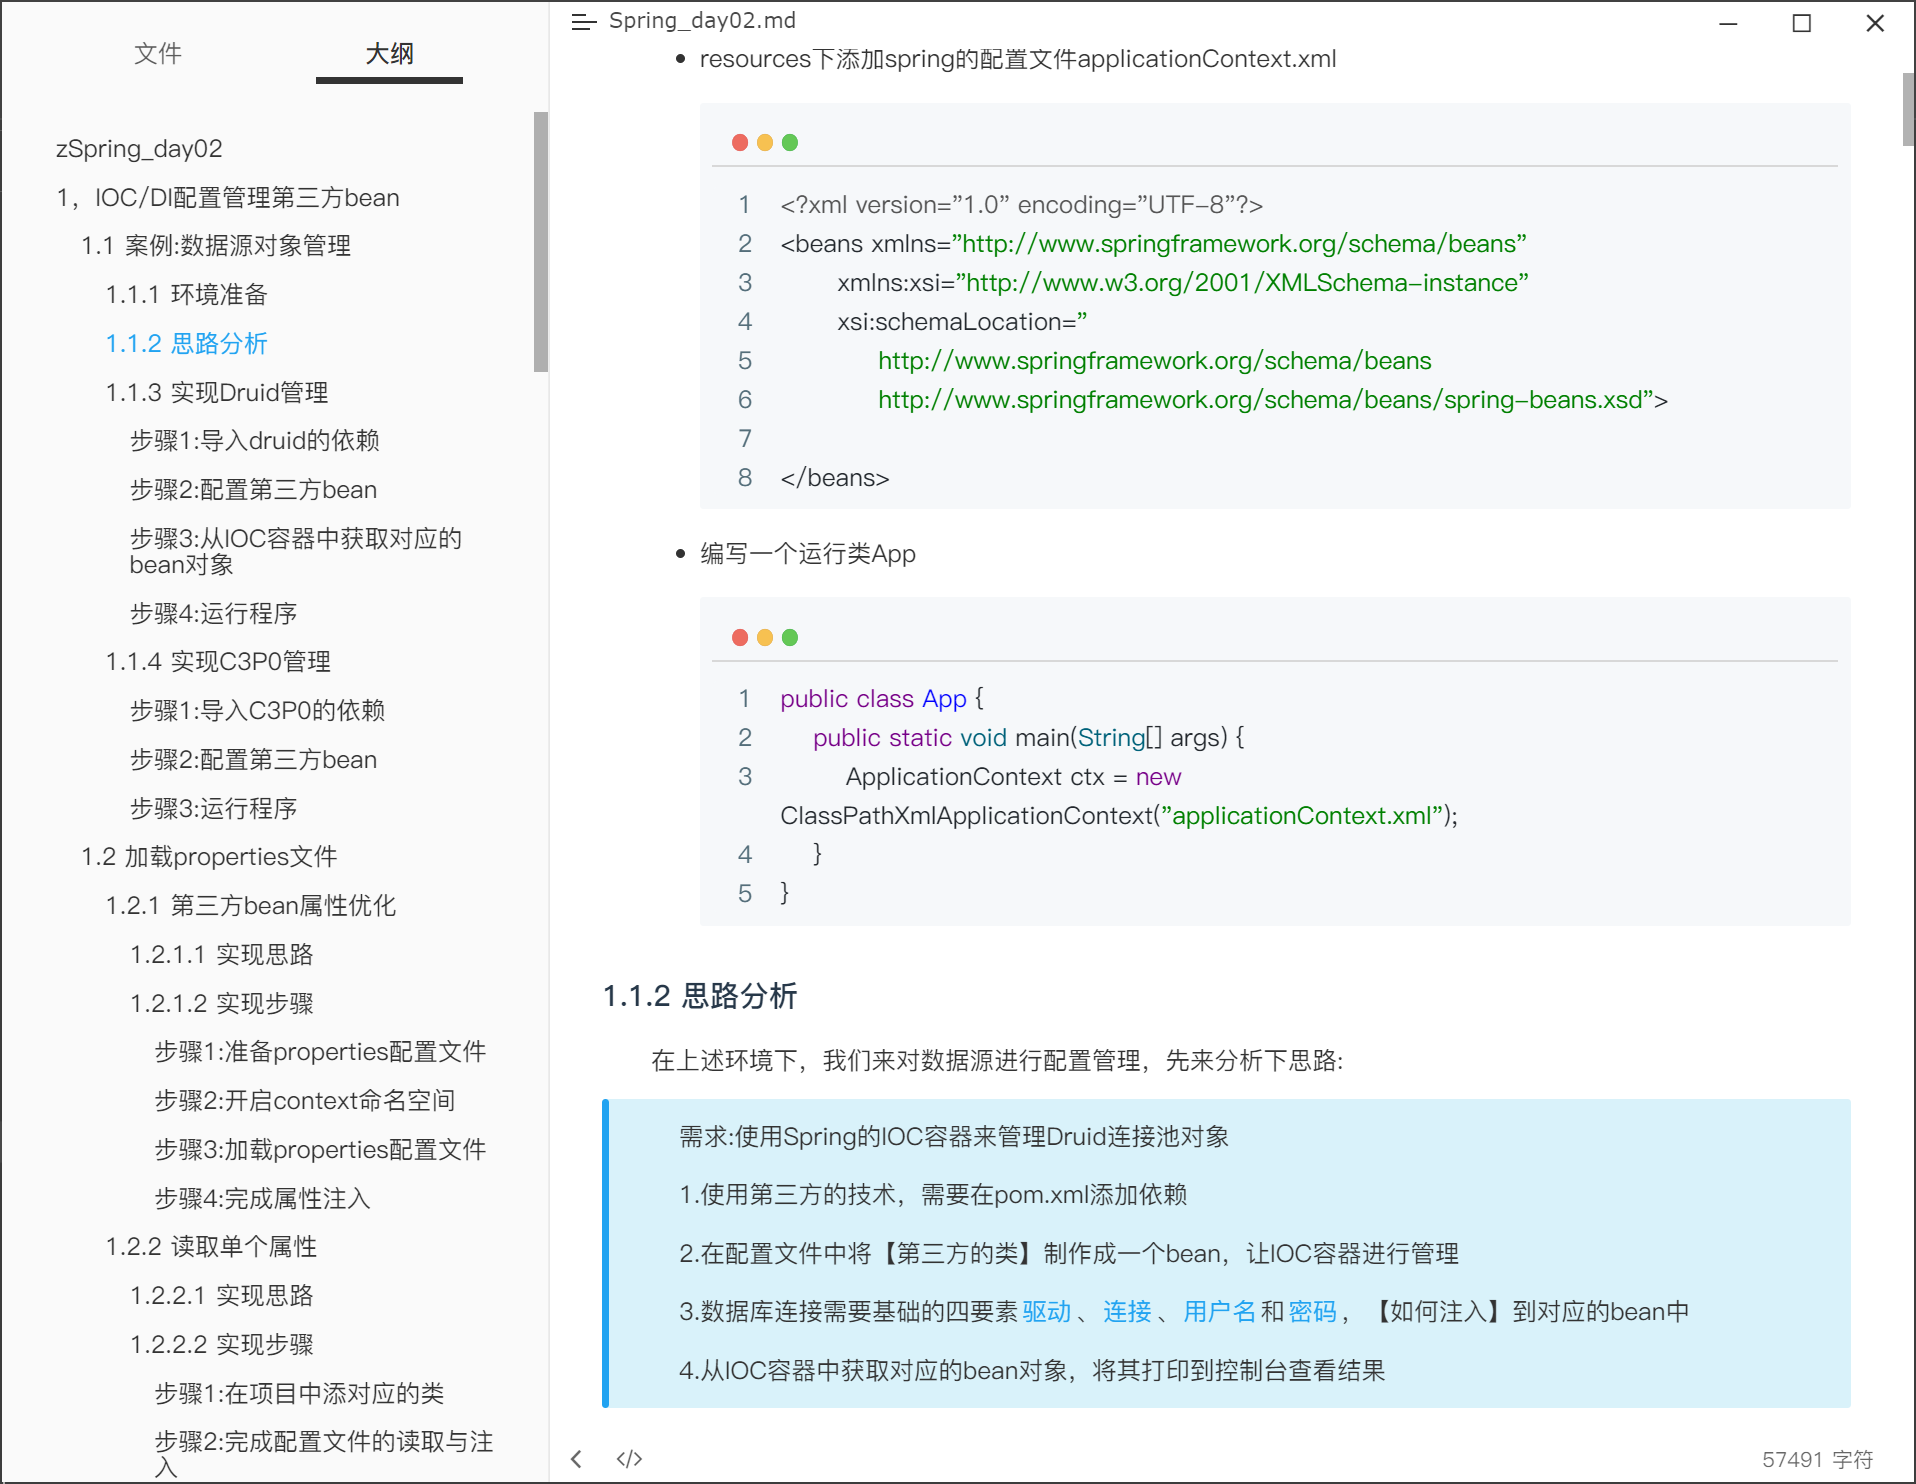 文件 大纲
zSpring_day02
1，IOC/DI配置管理第三方bean
1.1 案例:数据源对象管理
1.1.1 环境准备
1.1.2 思路分析
1.1.3 实现Druid管理
步骤1:导入druid的依赖
步骤2:配置第三方bean
步骤3:从IOC容器中获取对应的
bean对象
步骤4:运行程序
1.1.4 实现C3P0管理
步骤1:导入C3P0的依赖
步骤2:配置第三方bean
步骤3:运行程序
1.2 加载properties文件
1.2.1 第三方bean属性优化
1.2.1.1 实现思路
1.2.1.2 实现步骤
步骤1:准备properties配置文件
步骤2:开启context命名空间
步骤3:加载properties配置文件
步骤4:完成属性注入
1.2.2 读取单个属性
1.2.2.1 实现思路
1.2.2.2 实现步骤
步骤1:在项目中添对应的类
步骤2:完成配置文件的读取与注
入
Spring_day02.md
• resources下添加spring的配置文件applicationContext.xml
1 <?xml version="1.0" encoding="UTF-8"?>
2 <beans xmlns="http://www.springframework.org/schema/beans"
3 xmlns:xsi="http://www.w3.org/2001/XMLSchema-instance"
4 xsi:schemaLocation="
5 http://www.springframework.org/schema/beans
6 http://www.springframework.org/schema/beans/spring-beans.xsd">
7
8 </beans>
• 编写一个运行类App
1 public class App {
2 public static void main(String[] args) {
3 ApplicationContext ctx = new
ClassPathXmlApplicationContext("applicationContext.xml");
4 }
5 }
1.1.2 思路分析
在上述环境下，我们来对数据源进行配置管理，先来分析下思路:
需求:使用Spring的IOC容器来管理Druid连接池对象
1.使用第三方的技术，需要在pom.xml添加依赖
2.在配置文件中将【第三方的类】制作成一个bean，让IOC容器进行管理
3.数据库连接需要基础的四要素驱动、连接、用户名和密码，【如何注入】到对应的bean中
4.从IOC容器中获取对应的bean对象，将其打印到控制台查看结果
</> 57491 字符